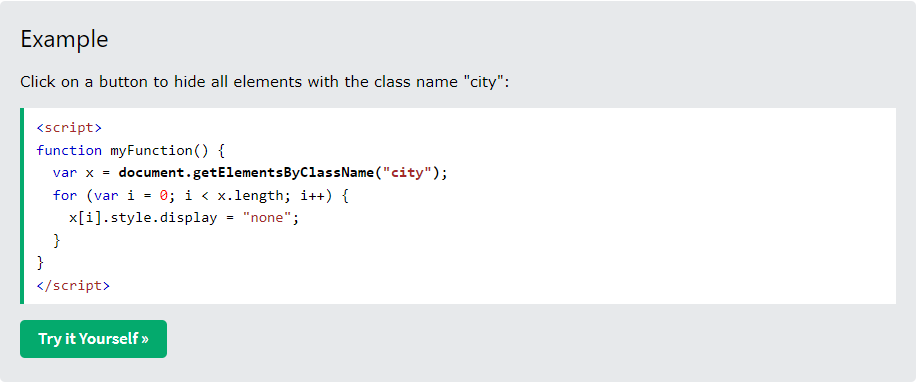 Example
Click on a button to hide all elements with the class name "city":
<script>
function myFunction() {
  var x = document.getElementsByClassName("city");
  for (var i = 0; i < x.length; i++) {
    x[i].style.display = "none";
  }
}
</script>
Try it Yourself »